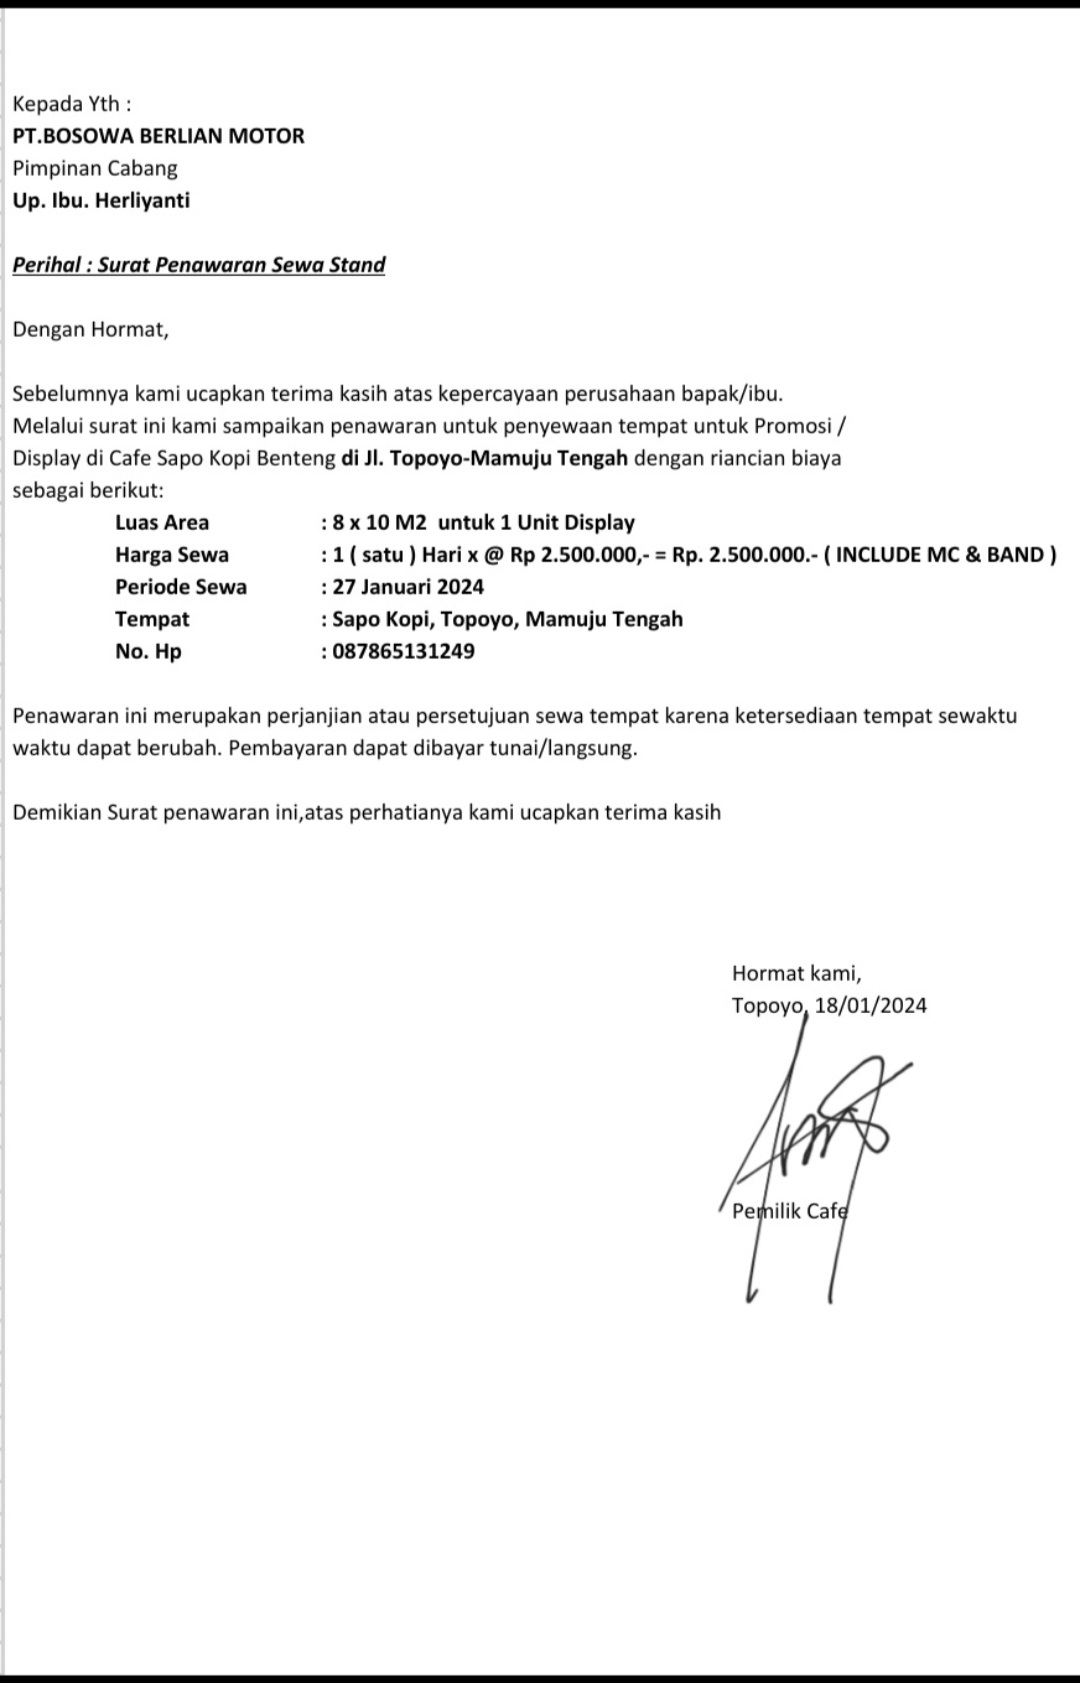 Kepada Yth :
PT.BOSOWA BERLIAN MOTOR
Pimpinan Cabang
Up. Ibu. Herliyanti
Perihal : Surat Penawaran Sewa Stand
Dengan Hormat,
Sebelumnya kami ucapkan terima kasih atas kepercayaan perusahaan bapak/ibu.
Melalui surat ini kami sampaikan penawaran untuk penyewaan tempat untuk Promosi /
Display di Cafe Sapo Kopi Benteng di Jl. Topoyo-Mamuju Tengah dengan riancian biaya
sebagai berikut:
Luas Area : 8 x 10 M2 untuk 1 Unit Display
Harga Sewa : 1 ( satu ) Hari x @ Rp 2.500.000,- = Rp. 2.500.000.- ( INCLUDE MC & BAND )
Periode Sewa : 27 Januari 2024
Tempat : Sapo Kopi, Topoyo, Mamuju Tengah
No. Hp : 087865131249
Penawaran ini merupakan perjanjian atau persetujuan sewa tempat karena ketersediaan tempat sewaktu
waktu dapat berubah. Pembayaran dapat dibayar tunai/langsung.
Demikian Surat penawaran ini,atas perhatianya kami ucapkan terima kasih
Hormat kami,
Topoyo, 18/01/2024
Pemilik Cafe